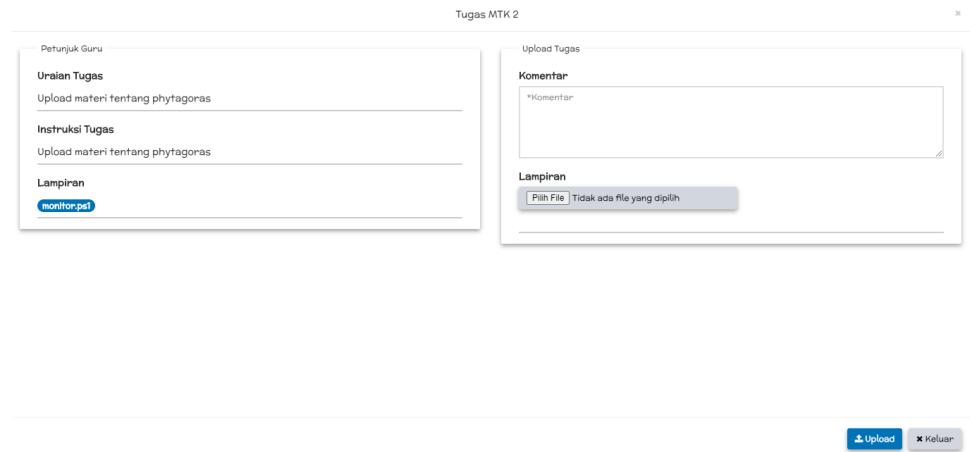 Tugas MTK 2
×
Petunjuk Guru
Uraian Tugas
Upload materi tentang phytagoras
Instruksi Tugas
Upload materi tentang phytagoras
Lampiran
monitor.ps1
Upload Tugas
Komentar
*Komentar
Lampiran
Pilih File Tidak ada file yang dipilih
Upload
× Keluar